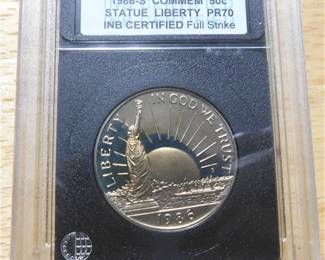 1986-S COMMEM 50c
STATUE LIBERTY PR70
INB CERTIFIED Full Strike
LIBERTY
IN GOD WE TRUST
1986